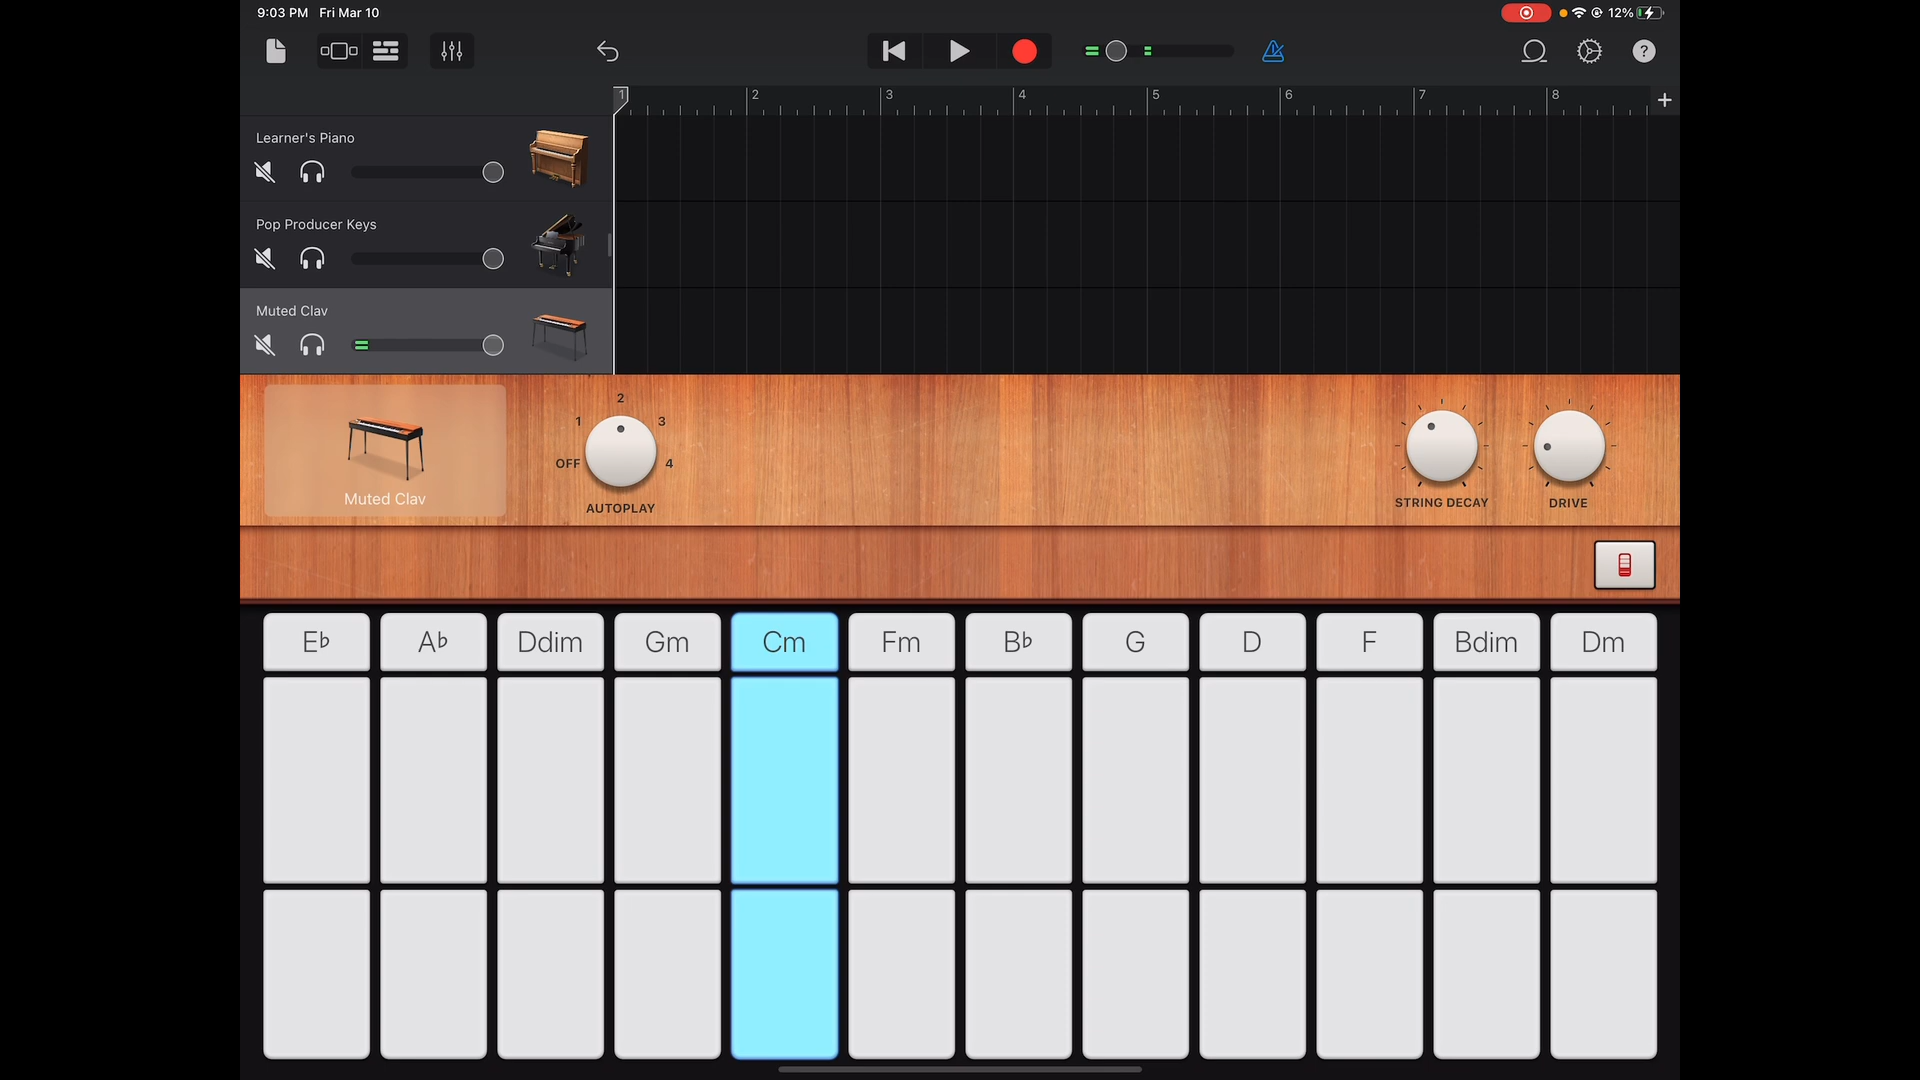 9:03 PM Fri Mar 10
12%
?
1 2 3 4 5 6 7 8 +
Learner's Piano
Pop Producer Keys
Muted Clav
2
1 3
OFF 4
Muted Clav
AUTOPLAY
STRING DECAY DRIVE
E♭ A♭ Ddim Gm Cm Fm B♭ G D F Bdim Dm